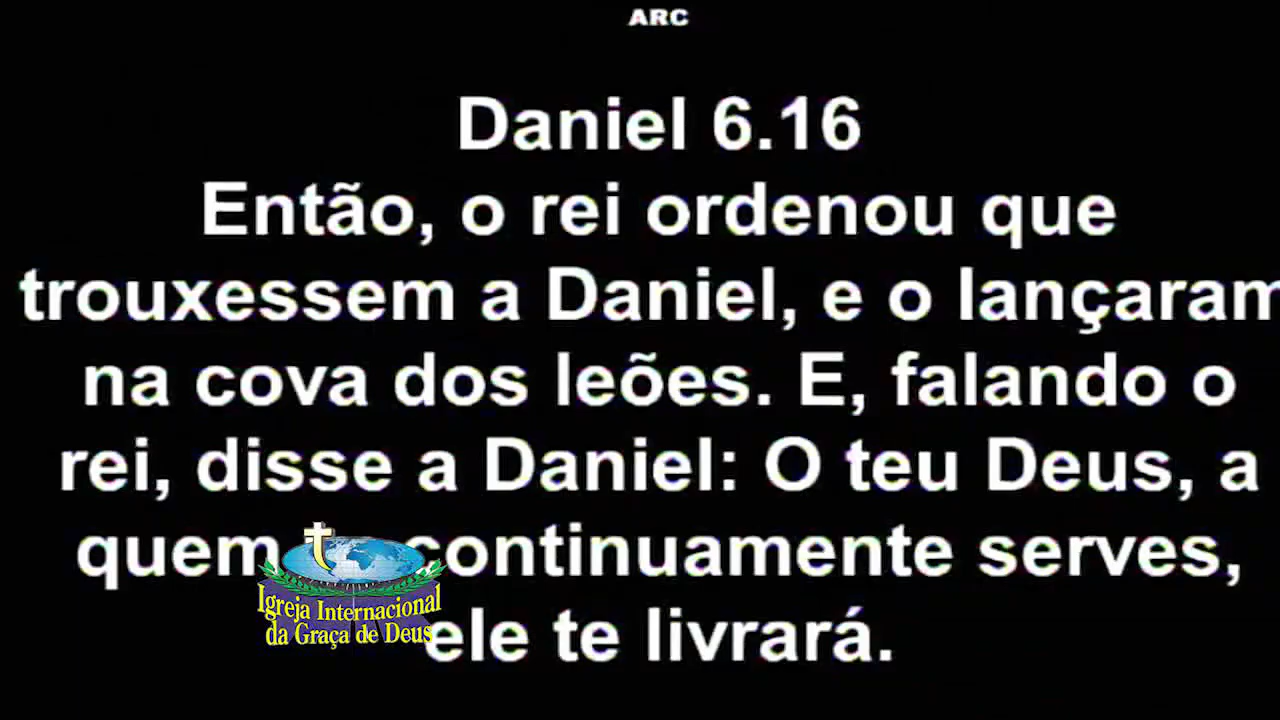 ARC
Daniel 6.16
Então, o rei ordenou que
trouxessem a Daniel, e o lançaram
na cova dos leões. E, falando o
rei, disse a Daniel: O teu Deus, a
quem continuamente serves,
ele te livrará.
Igreja Internacional
da Graça de Deus